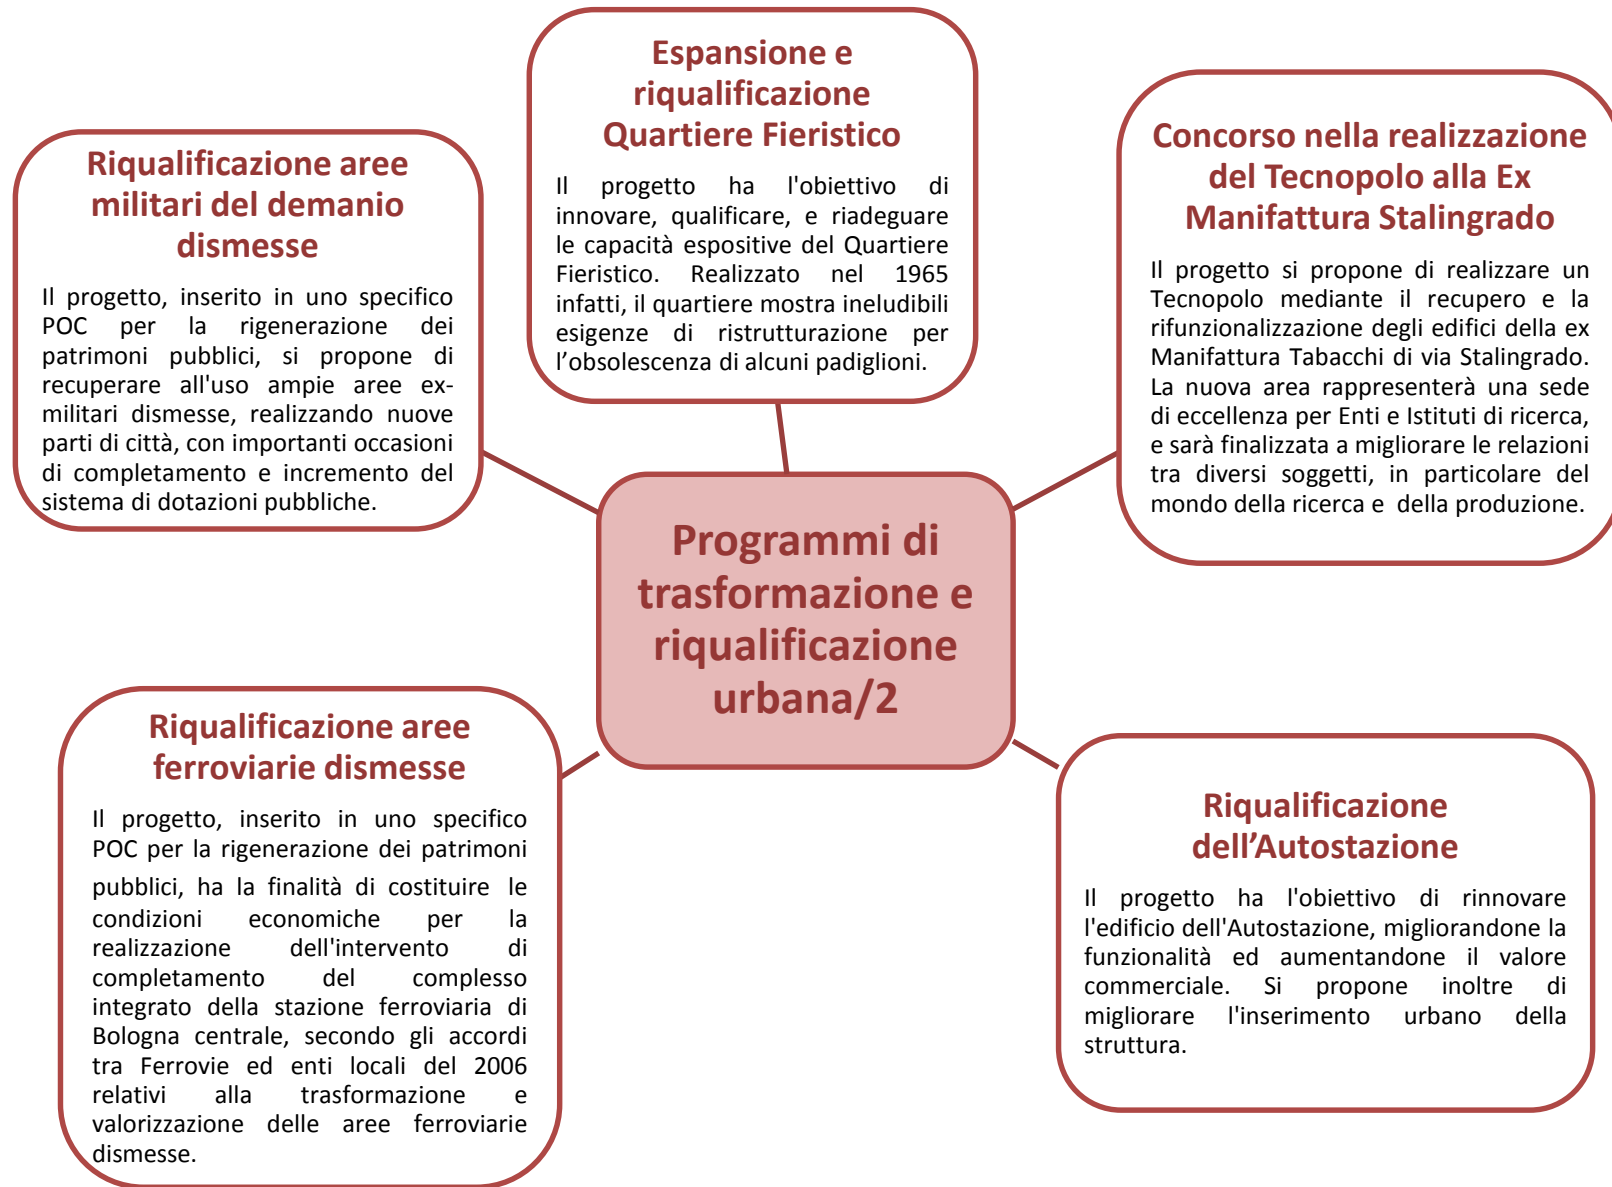 Espansione e
riqualificazione
Quartiere Fieristico
Il progetto ha l'obiettivo di
innovare, qualificare, e riadeguare
le capacità espositive del Quartiere
Fieristico. Realizzato nel 1965
infatti, il quartiere mostra ineludibili
esigenze di ristrutturazione per
l’obsolescenza di alcuni padiglioni.
Riqualificazione aree
militari del demanio
dismesse
Il progetto, inserito in uno specifico
POC per la rigenerazione dei
patrimoni pubblici, si propone di
recuperare all'uso ampie aree ex-
militari dismesse, realizzando nuove
parti di città, con importanti occasioni
di completamento e incremento del
sistema di dotazioni pubbliche.
Concorso nella realizzazione
del Tecnopolo alla Ex
Manifattura Stalingrado
Il progetto si propone di realizzare un
Tecnopolo mediante il recupero e la
rifunzionalizzazione degli edifici della ex
Manifattura Tabacchi di via Stalingrado.
La nuova area rappresenterà una sede
di eccellenza per Enti e Istituti di ricerca,
e sarà finalizzata a migliorare le relazioni
tra diversi soggetti, in particolare del
mondo della ricerca e della produzione.
Programmi di
trasformazione e
riqualificazione
urbana/2
Riqualificazione aree
ferroviarie dismesse
Il progetto, inserito in uno specifico
POC per la rigenerazione dei patrimoni
pubblici, ha la finalità di costituire le
condizioni economiche per la
realizzazione dell'intervento di
completamento del complesso
integrato della stazione ferroviaria di
Bologna centrale, secondo gli accordi
tra Ferrovie ed enti locali del 2006
relativi alla trasformazione e
valorizzazione delle aree ferroviarie
dismesse.
Riqualificazione
dell’Autostazione
Il progetto ha l'obiettivo di rinnovare
l'edificio dell'Autostazione, migliorandone la
funzionalità ed aumentandone il valore
commerciale. Si propone inoltre di
migliorare l'inserimento urbano della
struttura.